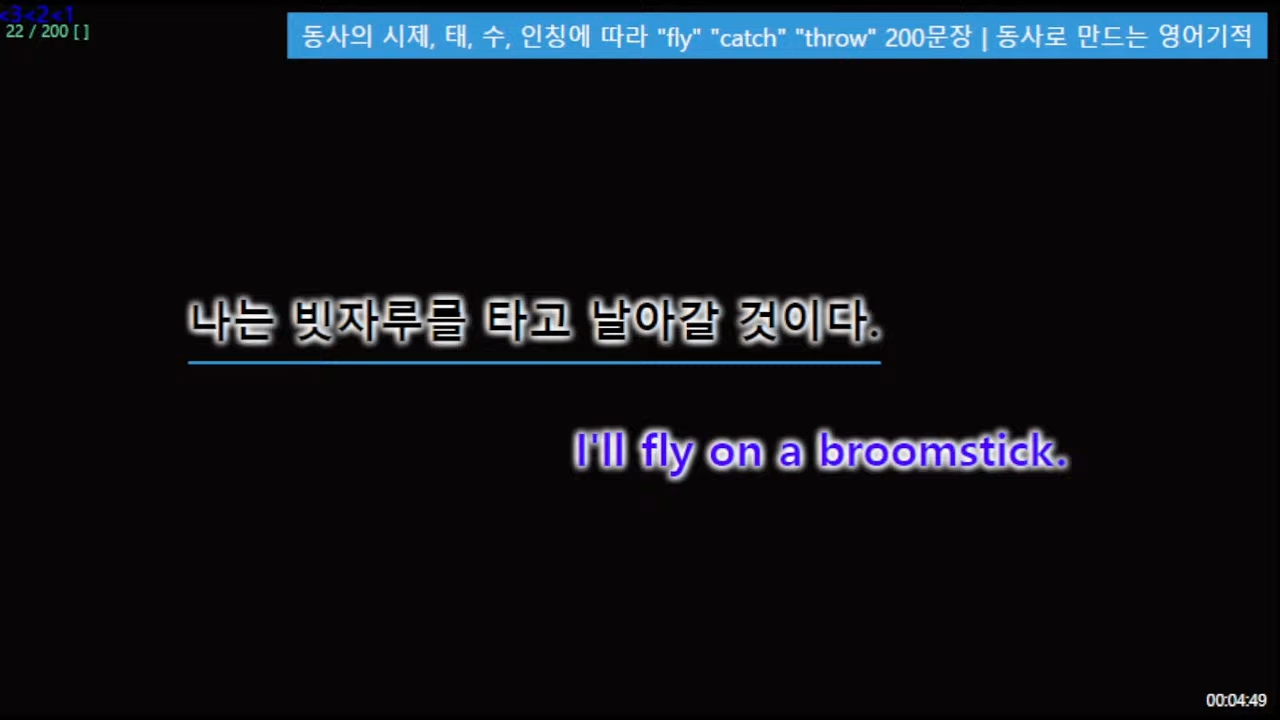 <3<2<1
22 / 200 [ ]
동사의 시제, 태, 수, 인칭에 따라 "fly" "catch" "throw" 200문장 | 동사로 만드는 영어기적
나는 빗자루를 타고 날아갈 것이다.
I'll fly on a broomstick.
00:04:49